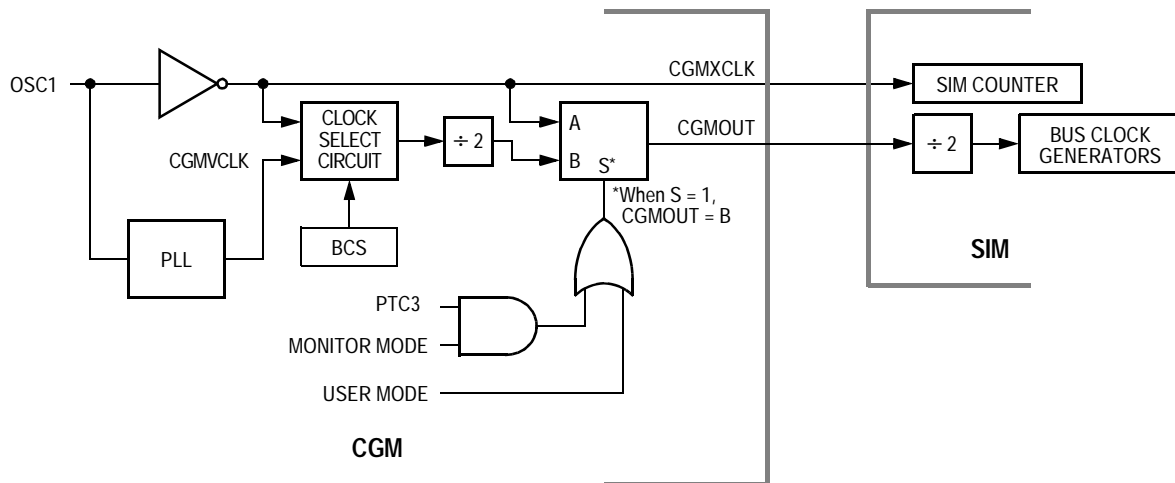 OSC1
CGMXCLK
SIM COUNTER
CLOCK
SELECT
CIRCUIT
÷ 2
A
B
S*
CGMOUT
÷ 2
BUS CLOCK
GENERATORS
CGMVCLK
*When S = 1,
CGMOUT = B
BCS
PLL
SIM
PTC3
MONITOR MODE
USER MODE
CGM